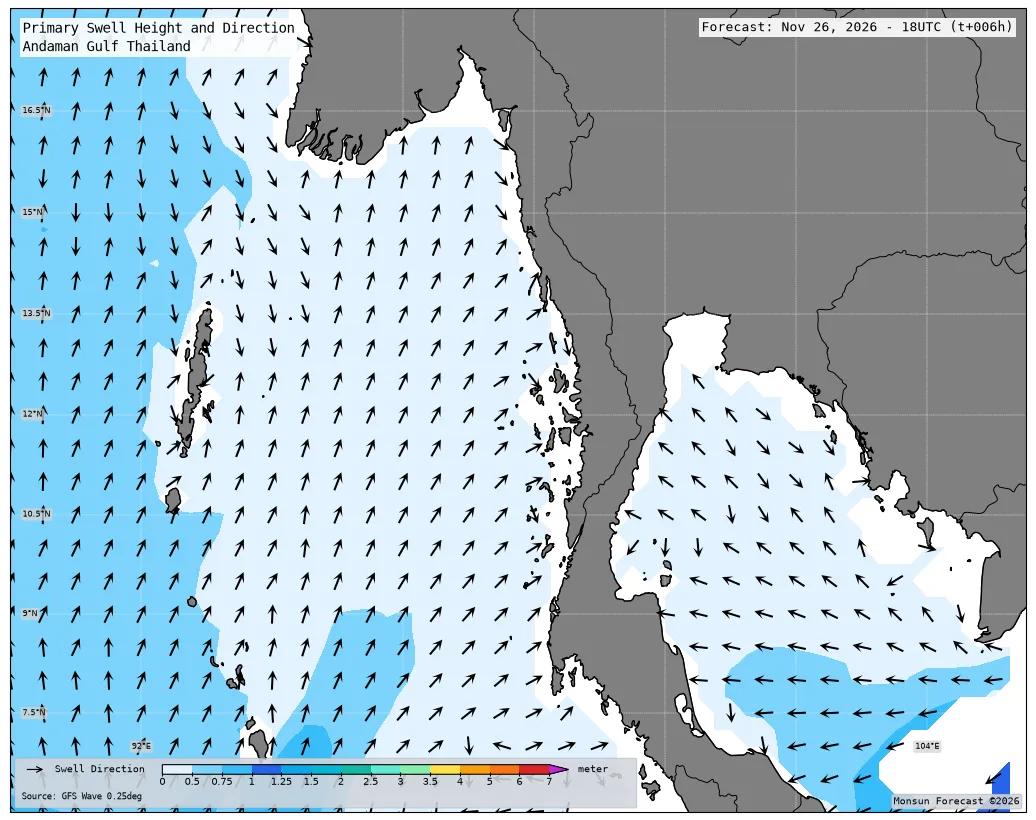 Primary Swell Height and Direction
Andaman Gulf Thailand
Forecast: Nov 26, 2026 - 18UTC (t+006h)
16.5°N
15°N
13.5°N
12°N
10.5°N
9°N
7.5°N
92°E
104°E
Swell Direction
0 0.5 0.75 1.25 1.5 2 2.5 3 3.5 4 4.5 5 6 7
meter
Source: GFS Wave 0.25deg
Monsun Forecast ©2026